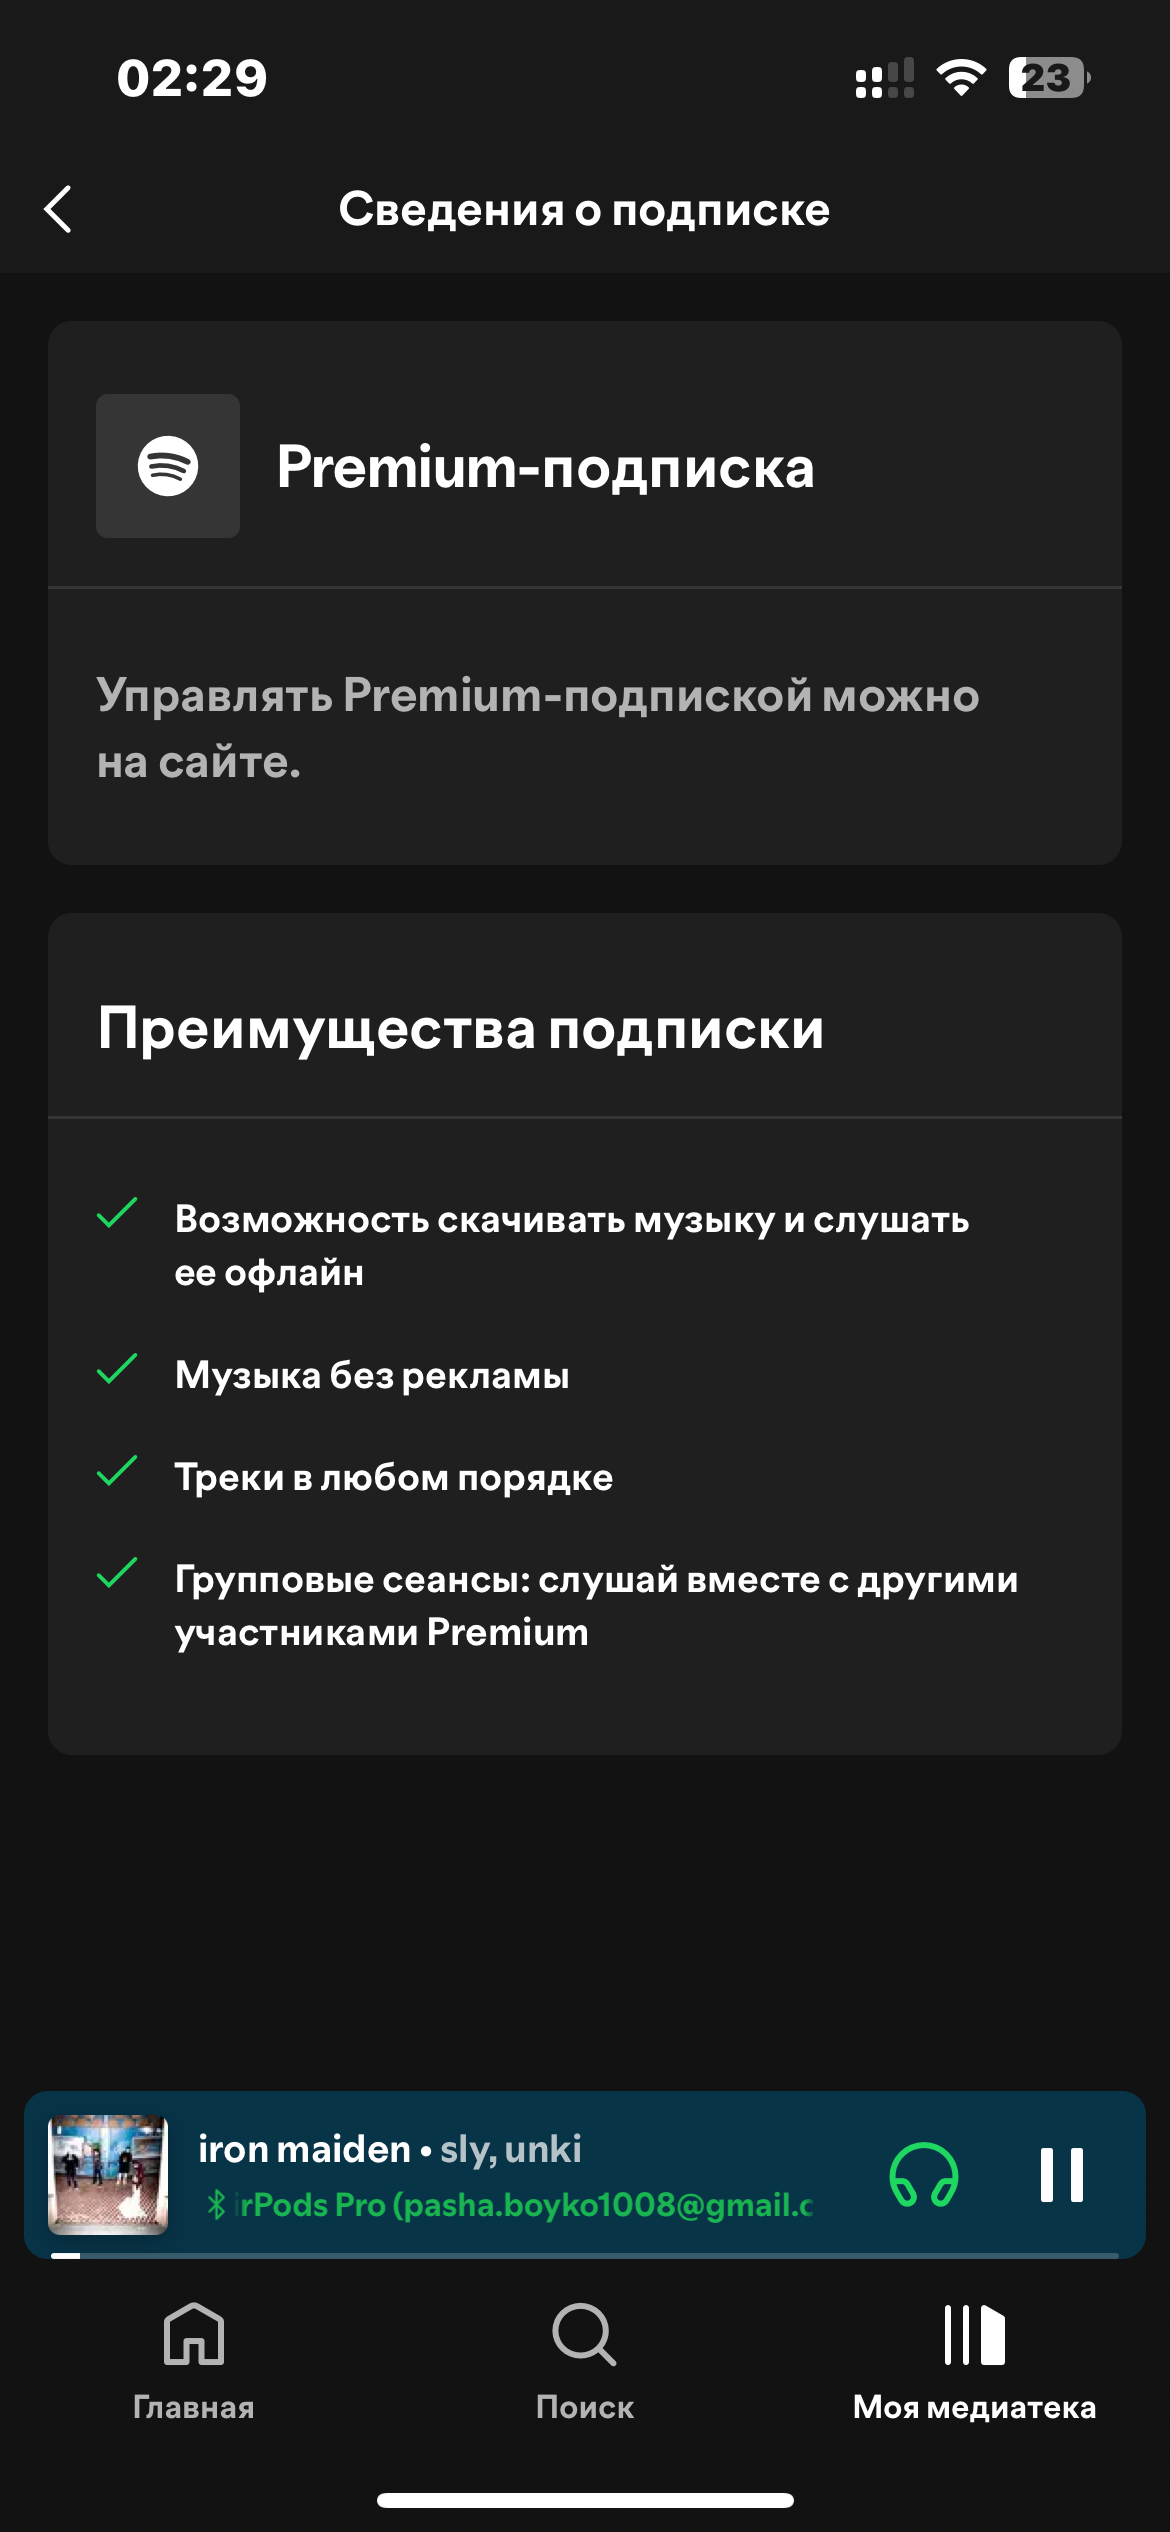 02:29
23
Сведения о подписке
Premium-подписка
Управлять Premium-подпиской можно
на сайте.
Преимущества подписки
Возможность скачивать музыку и слушать
ее офлайн
Музыка без рекламы
Треки в любом порядке
Групповые сеансы: слушай вместе с другими
участниками Premium
iron maiden • sly, unki
irPods Pro (pasha.boyko1008@gmail.c
Главная
Поиск
Моя медиатека